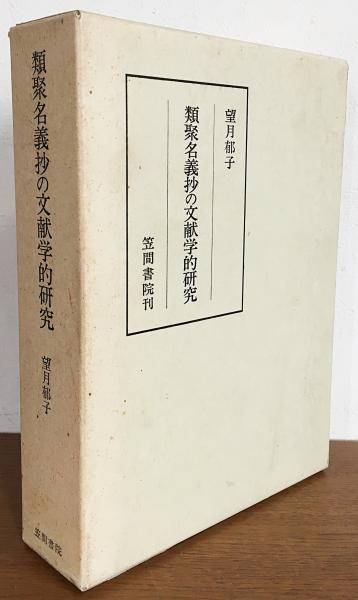 望月郁子
類聚名義抄の文献学的研究
笠間書院刊
類聚名義抄の文献学的研究
望月郁子
笠間書院